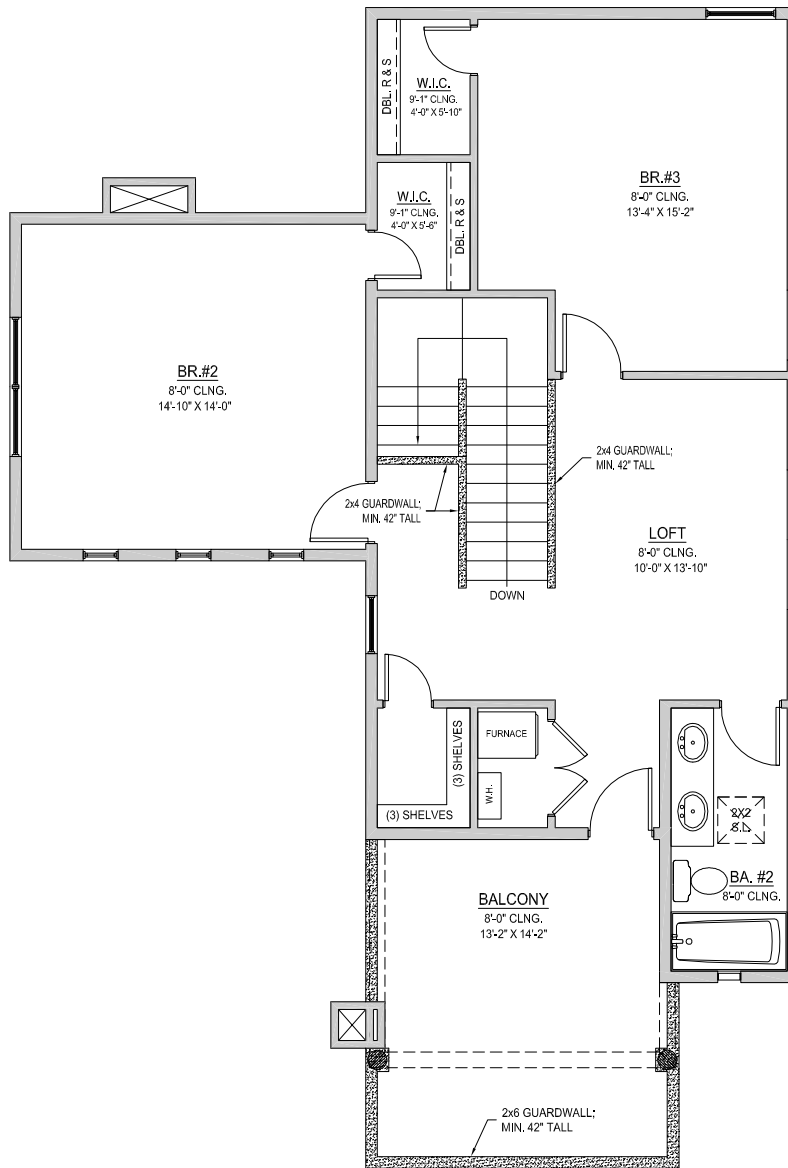 DBL. R & S
W.I.C.
9'-1" CLNG.
4'-0" X 5'-10"
BR.#3
8'-0" CLNG.
13'-4" X 15'-2"
W.I.C.
9'-1" CLNG.
4'-0" X 5'-6"
DBL. R & S
BR.#2
8'-0" CLNG.
14'-10" X 14'-0"
2x4 GUARDWALL;
MIN. 42" TALL
2x4 GUARDWALL;
MIN. 42" TALL
LOFT
8'-0" CLNG.
10'-0" X 13'-10"
DOWN
(3) SHELVES
(3) SHELVES
FURNACE
W.H.
2X2
S.L.
BA. #2
8'-0" CLNG.
BALCONY
8'-0" CLNG.
13'-2" X 14'-2"
2x6 GUARDWALL;
MIN. 42" TALL